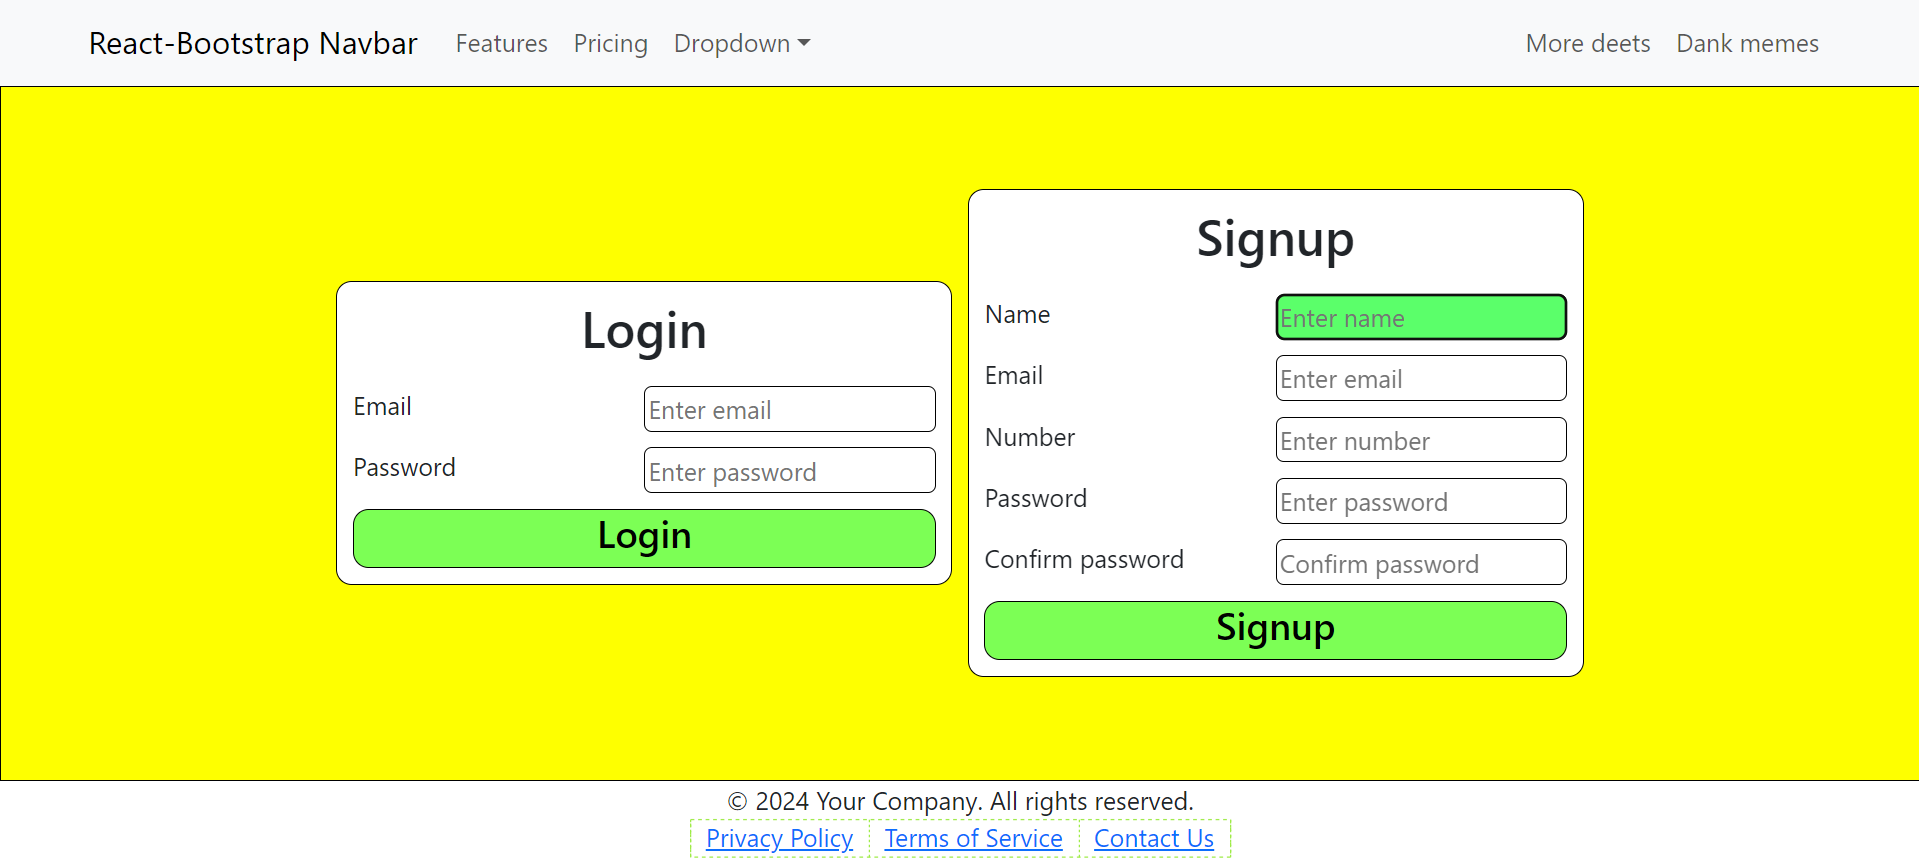 React-Bootstrap Navbar Features Pricing Dropdown More deets Dank memes
Login
Email Enter email
Password Enter password
Login
Signup
Name Enter name
Email Enter email
Number Enter number
Password Enter password
Confirm password Confirm password
Signup
© 2024 Your Company. All rights reserved.
Privacy Policy Terms of Service Contact Us